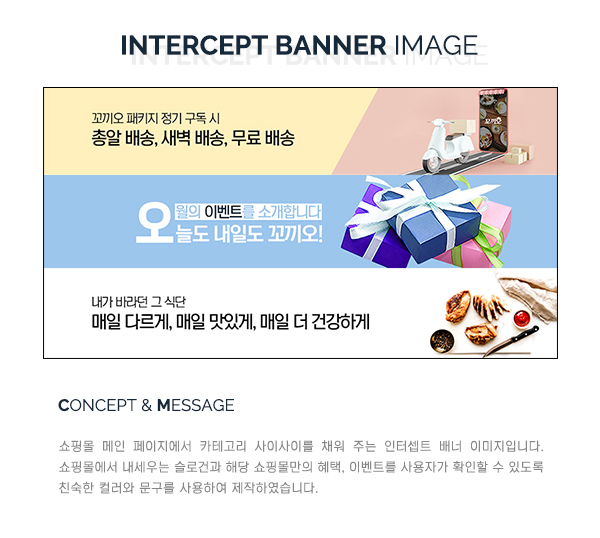 INTERCEPT BANNER IMAGE
꼬끼오 패키지 정기 구독 시
총알 배송, 새벽 배송, 무료 배송
꼬끼오
오월의 이벤트를 소개합니다
오늘도 내일도 꼬끼오!
내가 바라던 그 식단
매일 다르게, 매일 맛있게, 매일 더 건강하게
CONCEPT & MESSAGE
쇼핑몰 메인 페이지에서 카테고리 사이사이를 채워 주는 인터셉트 배너 이미지입니다.
쇼핑몰에서 내세우는 슬로건과 해당 쇼핑몰만의 혜택, 이벤트를 사용자가 확인할 수 있도록
친숙한 컬러와 문구를 사용하여 제작하였습니다.